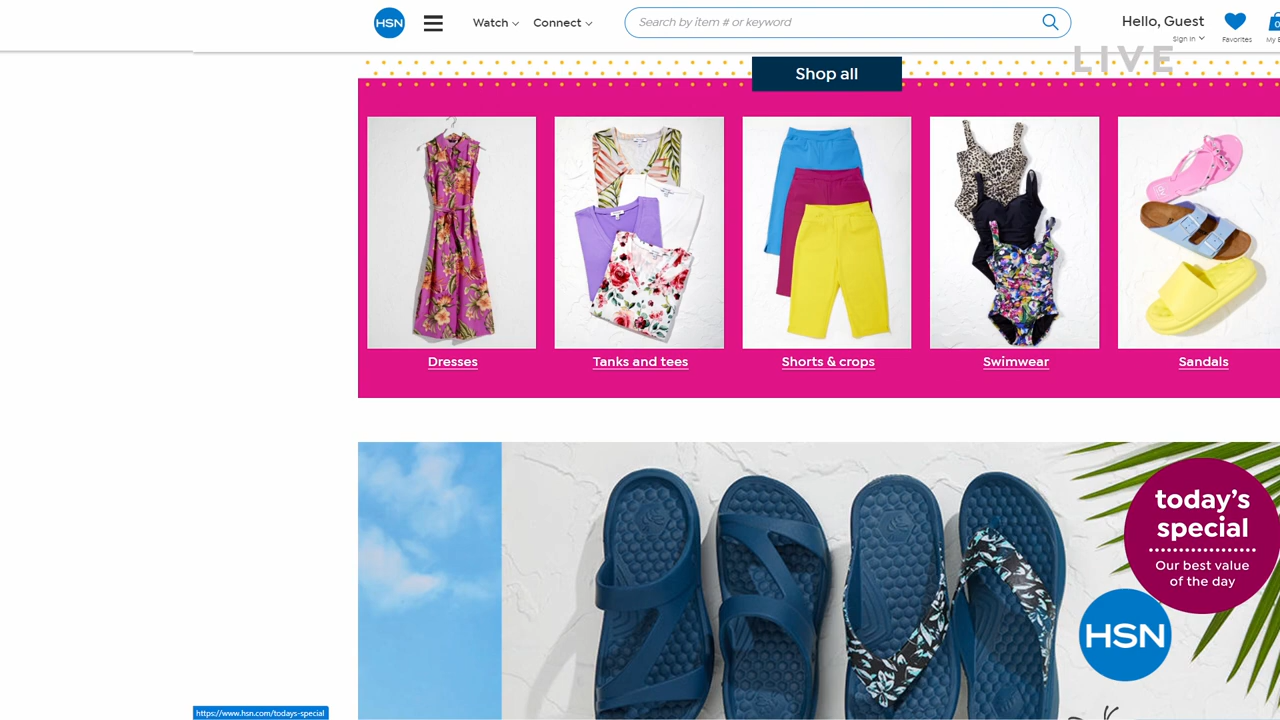 HSN
Watch
Connect
Search by item # or keyword
Hello, Guest
Sign In
Favorites
0
LIVE
Shop all
Dresses
Tanks and tees
Shorts & crops
Swimwear
Sandals
today's
special
Our best value
of the day
HSN
https://www.hsn.com/todays-special